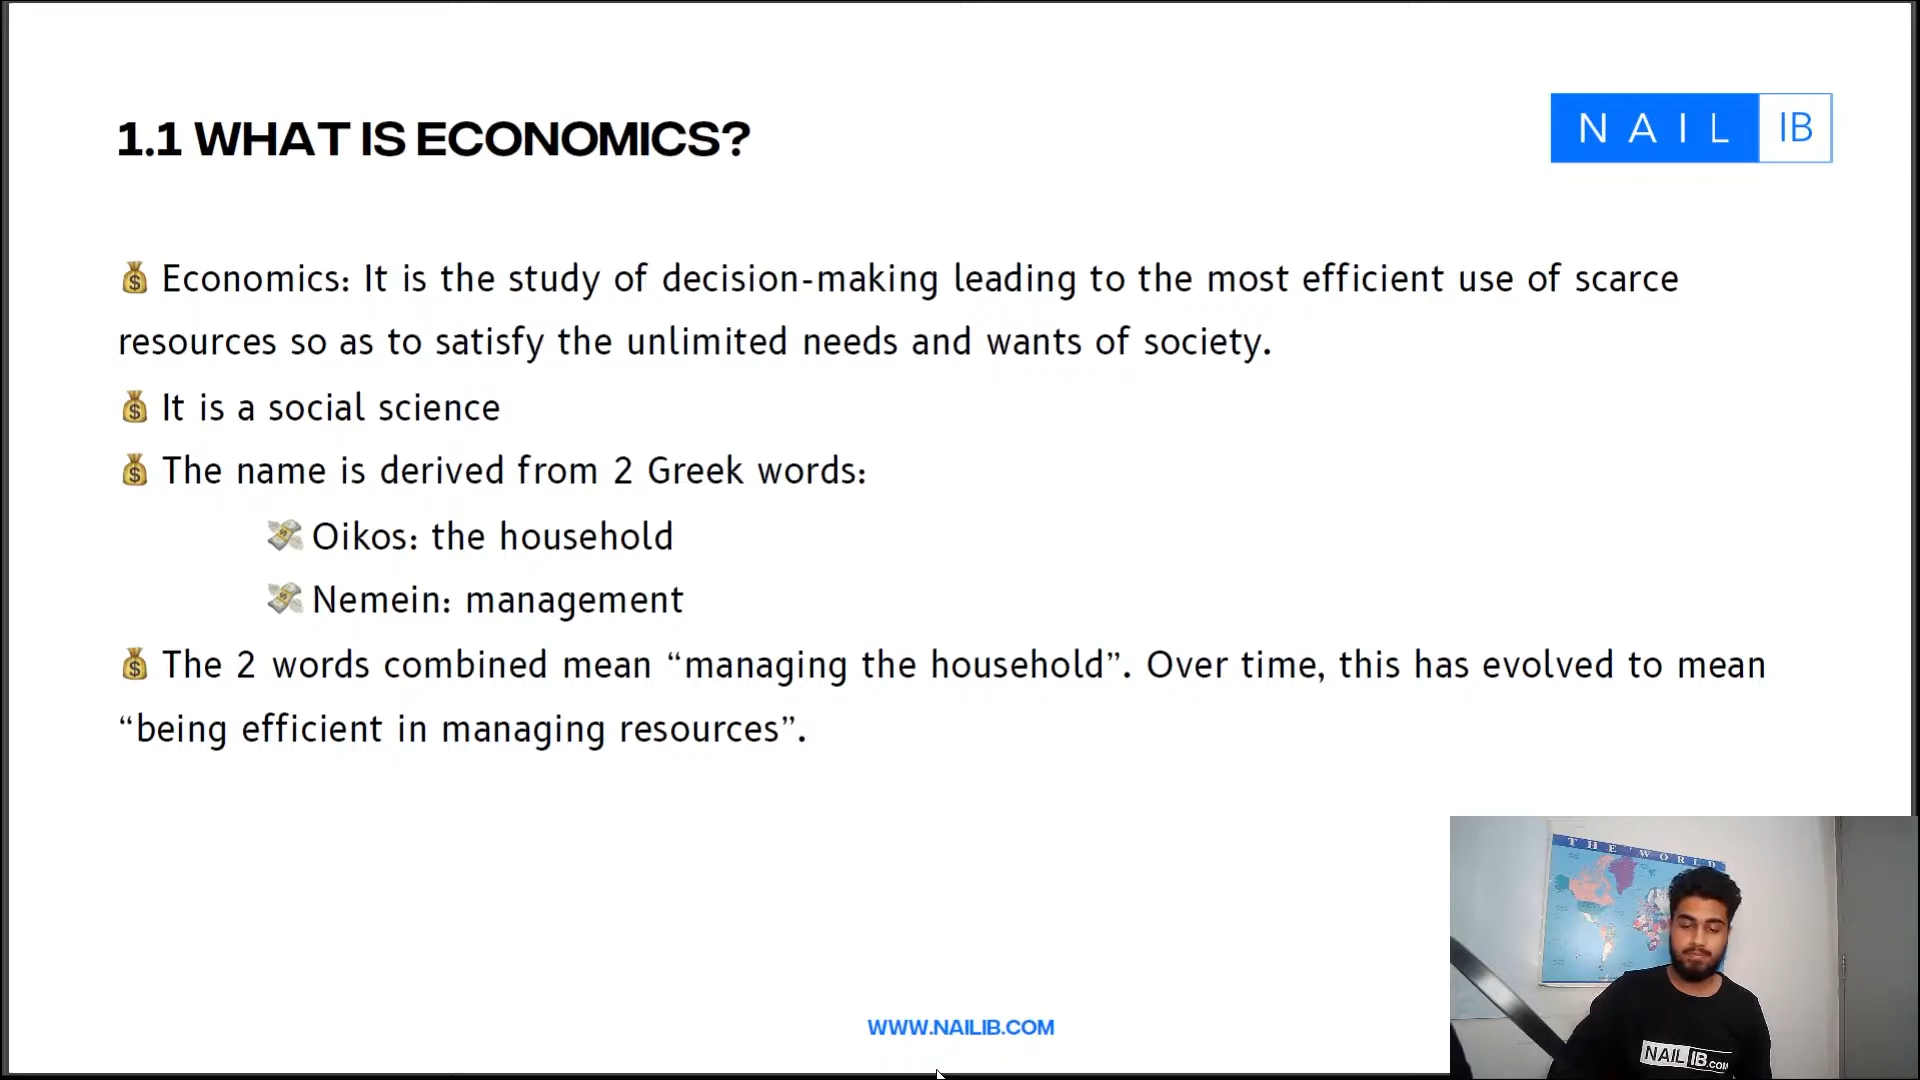 1.1 WHAT IS ECONOMICS?
NAIL IB
💰 Economics: It is the study of decision-making leading to the most efficient use of scarce
resources so as to satisfy the unlimited needs and wants of society.
💰 It is a social science
💰 The name is derived from 2 Greek words:
💸 Oikos: the household
💸 Nemein: management
💰 The 2 words combined mean “managing the household”. Over time, this has evolved to mean
“being efficient in managing resources”.
THE WORLD
NAIL IB.COM
WWW.NAILIB.COM